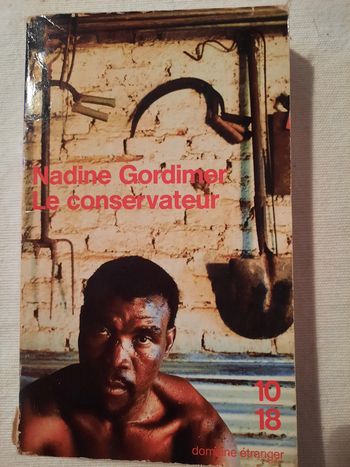 Nadine Gordimer
Le conservateur
10
18
domaine étranger